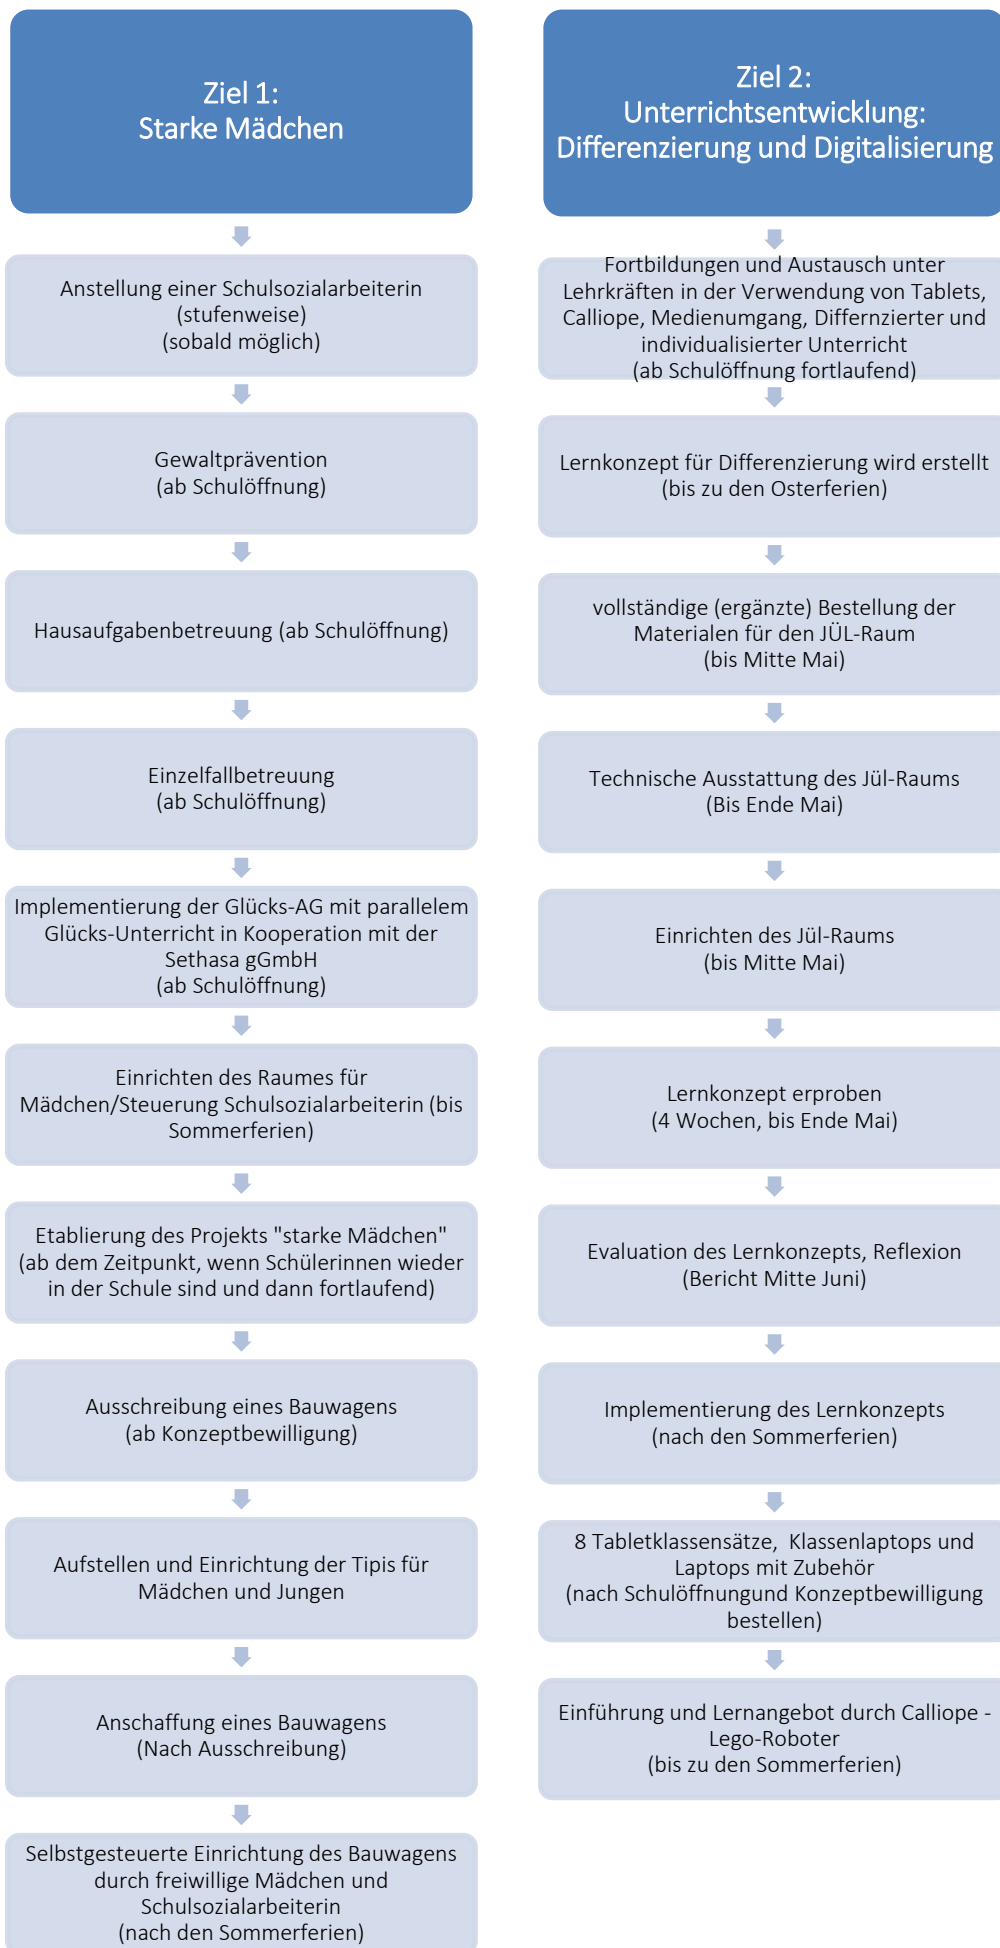 Ziel 1:
Starke Mädchen
Anstellung einer Schulsozialarbeiterin
(stufenweise)
(sobald möglich)
Gewaltprävention
(ab Schulöffnung)
Hausaufgabenbetreuung (ab Schulöffnung)
Einzelfallbetreuung
(ab Schulöffnung)
Implementierung der Glücks-AG mit parallelem
Glücks-Unterricht in Kooperation mit der
Sethasa gGmbH
(ab Schulöffnung)
Einrichten des Raumes für
Mädchen/Steuerung Schulsozialarbeiterin (bis
Sommerferien)
Etablierung des Projekts "starke Mädchen"
(ab dem Zeitpunkt, wenn Schülerinnen wieder
in der Schule sind und dann fortlaufend)
Ausschreibung eines Bauwagens
(ab Konzeptbewilligung)
Aufstellen und Einrichtung der Tipis für
Mädchen und Jungen
Anschaffung eines Bauwagens
(Nach Ausschreibung)
Selbstgesteuerte Einrichtung des Bauwagens
durch freiwillige Mädchen und
Schulsozialarbeiterin
(nach den Sommerferien)
Ziel 2:
Unterrichtsentwicklung:
Differenzierung und Digitalisierung
Fortbildungen und Austausch unter
Lehrkräften in der Verwendung von Tablets,
Calliope, Medienumgang, Differnzierter und
individualisierter Unterricht
(ab Schulöffnung fortlaufend)
Lernkonzept für Differenzierung wird erstellt
(bis zu den Osterferien)
vollständige (ergänzte) Bestellung der
Materialen für den JÜL-Raum
(bis Mitte Mai)
Technische Ausstattung des Jül-Raums
(Bis Ende Mai)
Einrichten des Jül-Raums
(bis Mitte Mai)
Lernkonzept erproben
(4 Wochen, bis Ende Mai)
Evaluation des Lernkonzepts, Reflexion
(Bericht Mitte Juni)
Implementierung des Lernkonzepts
(nach den Sommerferien)
8 Tabletklassensätze, Klassenlaptops und
Laptops mit Zubehör
(nach Schulöffnungund Konzeptbewilligung
bestellen)
Einführung und Lernangebot durch Calliope -
Lego-Roboter
(bis zu den Sommerferien)